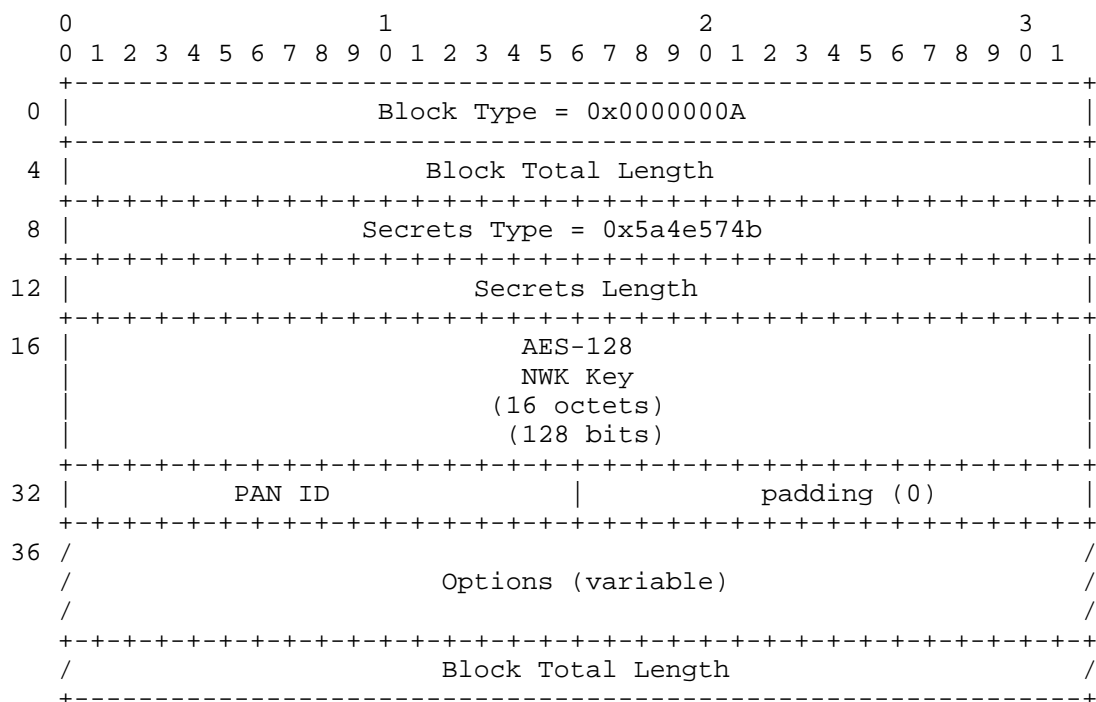 1                   2                   3
    0 1 2 3 4 5 6 7 8 9 0 1 2 3 4 5 6 7 8 9 0 1 2 3 4 5 6 7 8 9 0 1
   +---------------------------------------------------------------+
 0 |                   Block Type = 0x0000000A                     |
   +---------------------------------------------------------------+
 4 |                      Block Total Length                       |
   +-+-+-+-+-+-+-+-+-+-+-+-+-+-+-+-+-+-+-+-+-+-+-+-+-+-+-+-+-+-+-+-+
 8 |                  Secrets Type = 0x5a4e574b                    |
   +-+-+-+-+-+-+-+-+-+-+-+-+-+-+-+-+-+-+-+-+-+-+-+-+-+-+-+-+-+-+-+-+
12 |                         Secrets Length                        |
   +-+-+-+-+-+-+-+-+-+-+-+-+-+-+-+-+-+-+-+-+-+-+-+-+-+-+-+-+-+-+-+-+
16 |                            AES-128                            |
   |                            NWK Key                            |
   |                          (16 octets)                          |
   |                           (128 bits)                          |
   +-+-+-+-+-+-+-+-+-+-+-+-+-+-+-+-+-+-+-+-+-+-+-+-+-+-+-+-+-+-+-+-+
32 |          PAN ID               |           padding (0)         |
   +-+-+-+-+-+-+-+-+-+-+-+-+-+-+-+-+-+-+-+-+-+-+-+-+-+-+-+-+-+-+-+-+
36 /                                                               /
   /                       Options (variable)                      /
   /                                                               /
   +-+-+-+-+-+-+-+-+-+-+-+-+-+-+-+-+-+-+-+-+-+-+-+-+-+-+-+-+-+-+-+-+
   /                       Block Total Length                      /
   +---------------------------------------------------------------+